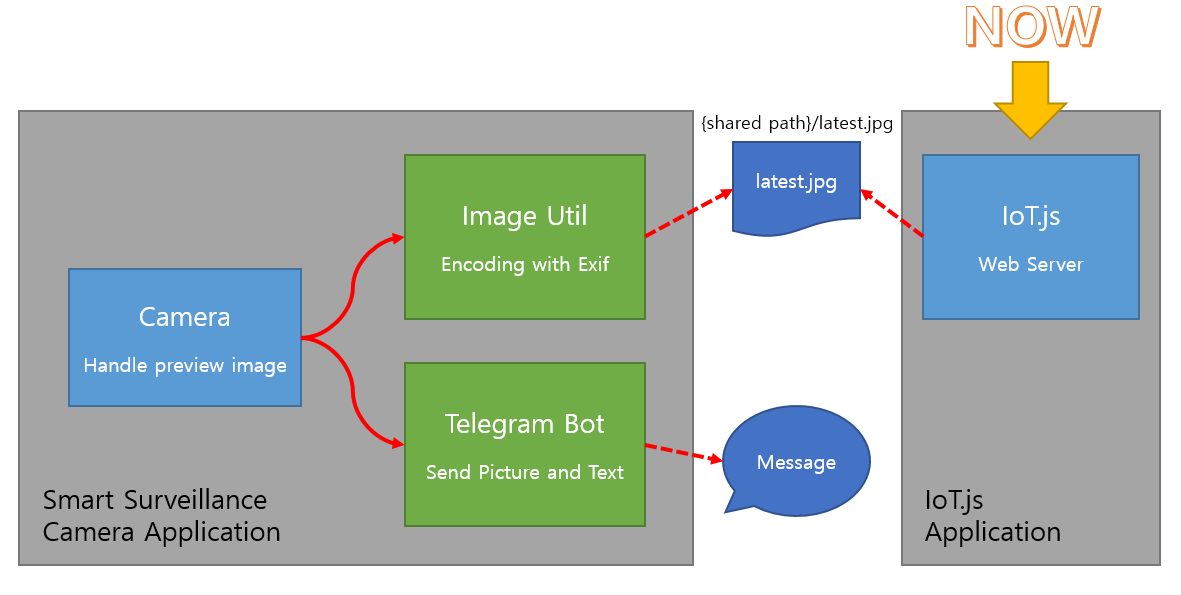 NOW
{shared path}/latest.jpg
latest.jpg
Image Util
Encoding with Exif
IoT.js
Web Server
Camera
Handle preview image
Telegram Bot
Send Picture and Text
Message
Smart Surveillance
Camera Application
IoT.js
Application